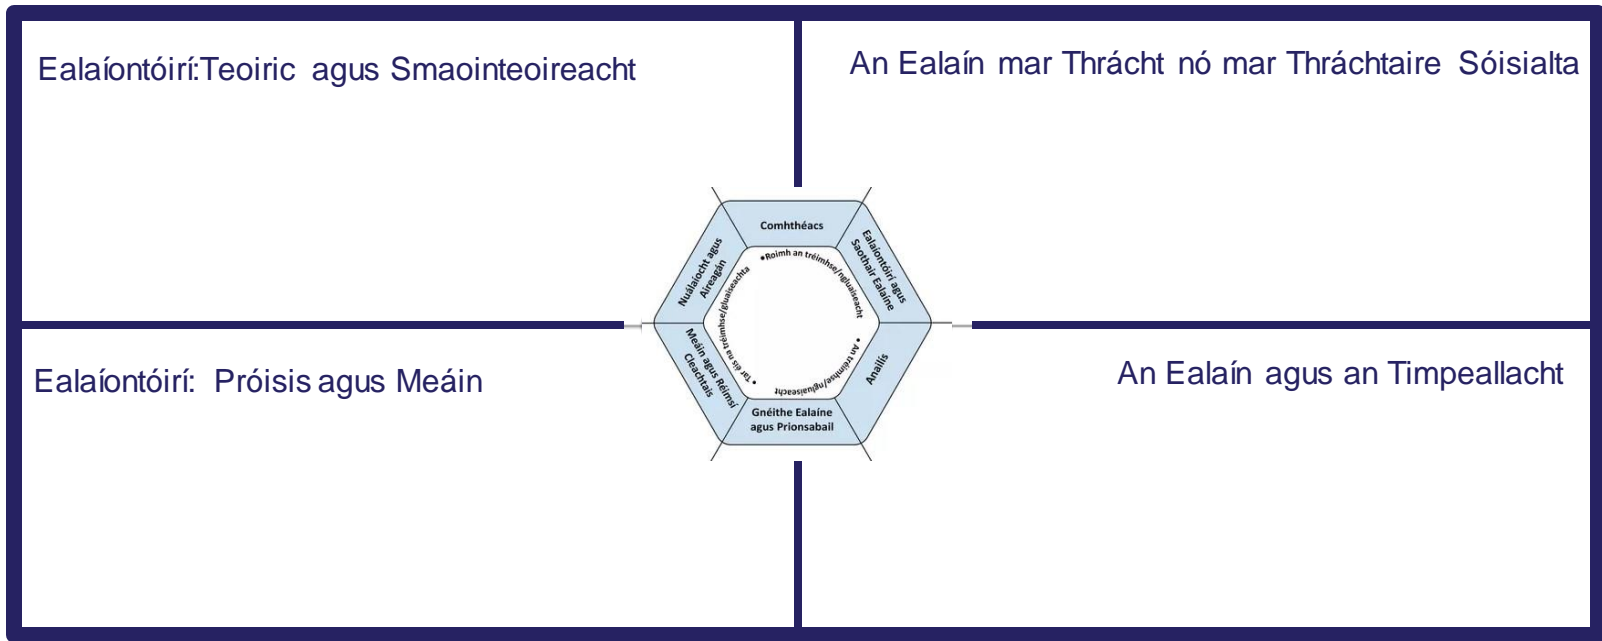 Ealaíontóirí:Teoiric agus Smaointeoireacht
An Ealaín mar Thrácht nó mar Thráchtaire Sóisialta
Comhthéacs
Ealaíontóirí agus
Saothair Ealaíne
Anailís
Gnéithe Ealaíne
agus Prionsabail
Meáin agus Réimsí
Cleachtais
Nuálaíocht agus
Aireagán
•Roimh an tréimhse/ngluaiseacht
• An tréimhse/ngluaiseacht
• Tar éis na tréimhse/gluaiseachta
Ealaíontóirí: Próisis agus Meáin
An Ealaín agus an Timpeallacht